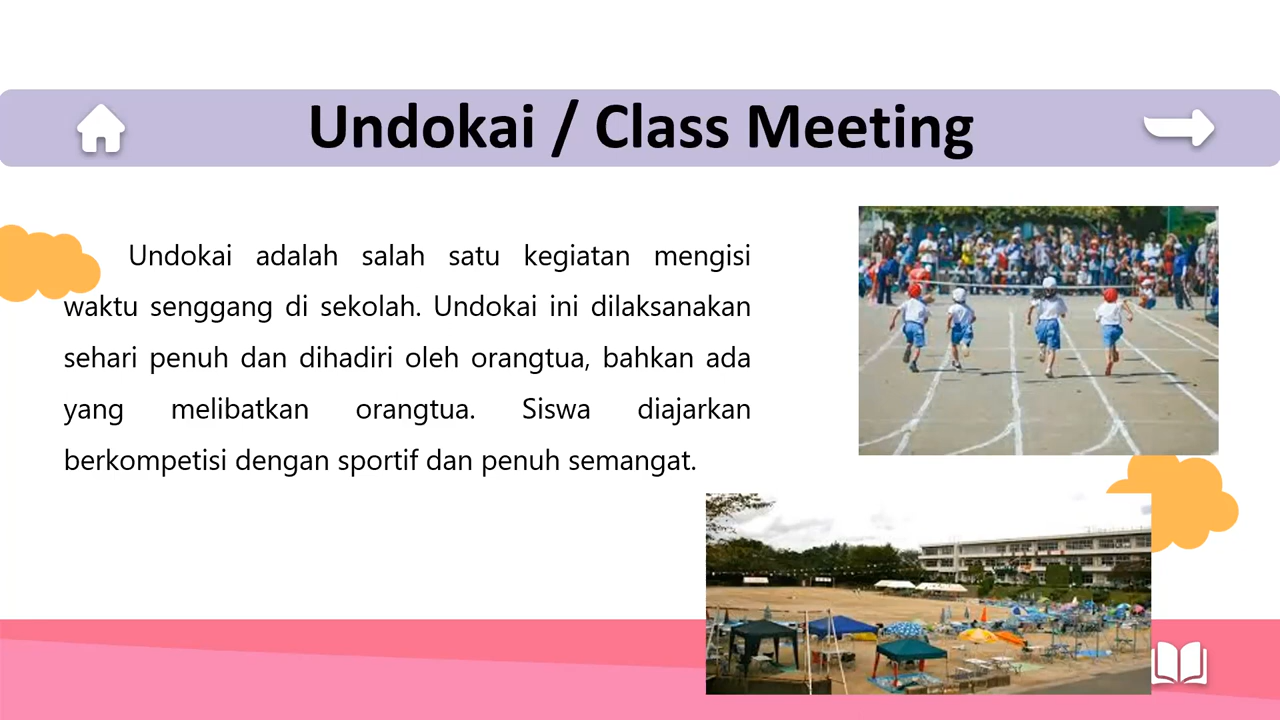 Undokai / Class Meeting
Undokai adalah salah satu kegiatan mengisi
waktu senggang di sekolah. Undokai ini dilaksanakan
sehari penuh dan dihadiri oleh orangtua, bahkan ada
yang melibatkan orangtua. Siswa diajarkan
berkompetisi dengan sportif dan penuh semangat.